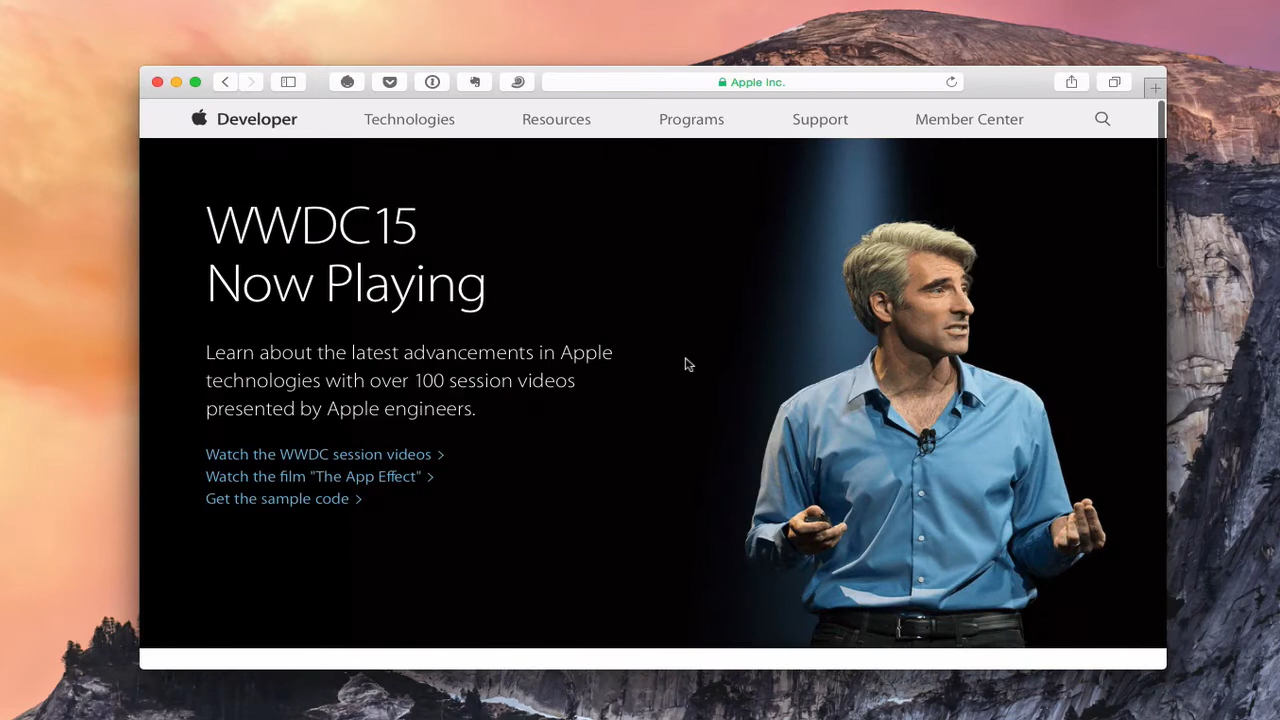 Apple Inc.
Developer Technologies Resources Programs Support Member Center
WWDC15
Now Playing
Learn about the latest advancements in Apple
technologies with over 100 session videos
presented by Apple engineers.
Watch the WWDC session videos >
Watch the film "The App Effect" >
Get the sample code >